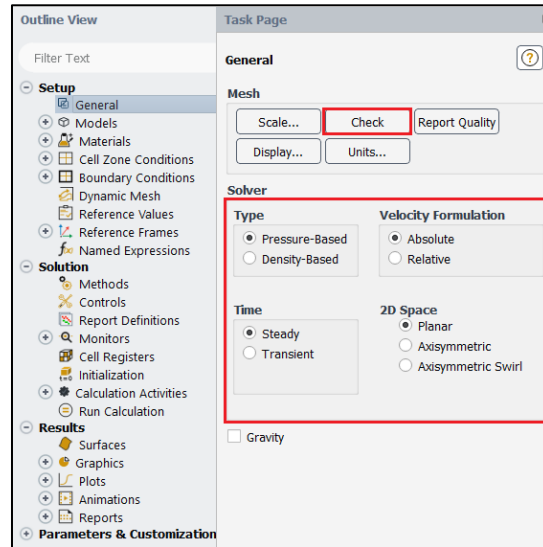 Outline View
Filter Text
Setup
General
Models
Materials
Cell Zone Conditions
Boundary Conditions
Dynamic Mesh
Reference Values
Reference Frames
Named Expressions
Solution
Methods
Controls
Report Definitions
Monitors
Cell Registers
Initialization
Calculation Activities
Run Calculation
Results
Surfaces
Graphics
Plots
Animations
Reports
Parameters & Customization
Task Page
General
Mesh
Scale... Check Report Quality
Display... Units...
Solver
Type
Pressure-Based
Density-Based
Velocity Formulation
Absolute
Relative
Time
Steady
Transient
2D Space
Planar
Axisymmetric
Axisymmetric Swirl
Gravity